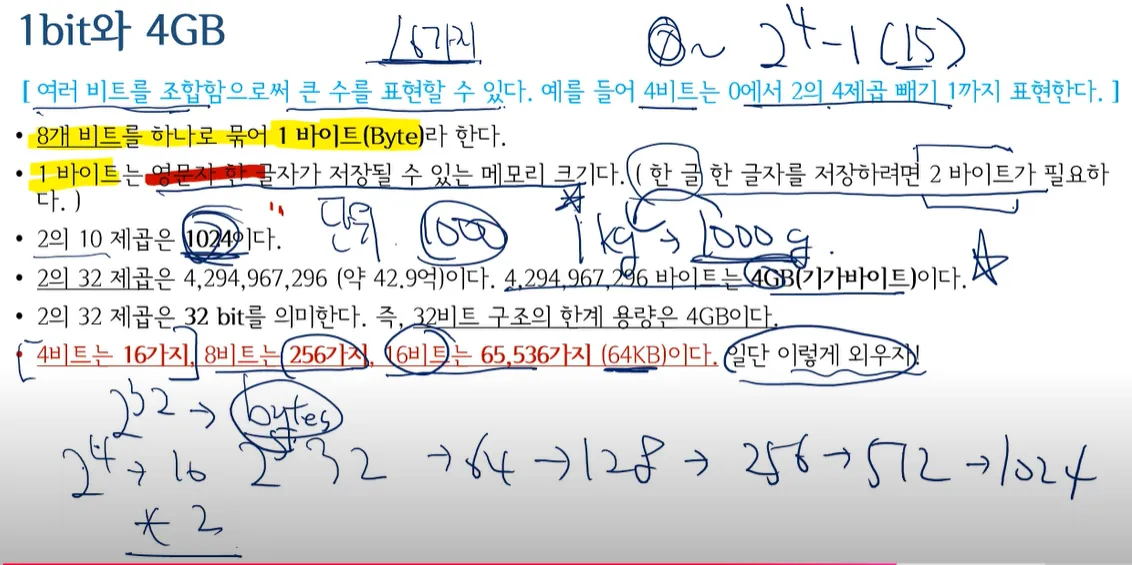 1bit와 4GB
16가지
0~ 2^4-1 (15)
[ 여러 비트를 조합함으로써 큰 수를 표현할 수 있다. 예를 들어 4비트는 0에서 2의 4제곱 빼기 1까지 표현한다. ]
• 8개 비트를 하나로 묶어 1 바이트(Byte)라 한다.
• 1 바이트는 영문자 한 글자가 저장될 수 있는 메모리 크기다. ( 한 글 한 글자를 저장하려면 2 바이트가 필요하
다. )
단위 1000 1kg → 1000g.
• 2의 10 제곱은 1024이다.
• 2의 32 제곱은 4,294,967,296 (약 42.9억)이다. 4,294,967,296 바이트는 4GB(기가바이트)이다.
• 2의 32 제곱은 32 bit를 의미한다. 즉, 32비트 구조의 한계 용량은 4GB이다.
• 4비트는 16가지, 8비트는 256가지, 16비트는 65,536가지 (64KB)이다. 일단 이렇게 외우자!
2^32 → bytes
2^4 → 16 2^5 32 → 64 → 128 → 256 → 512 → 1024
* 2